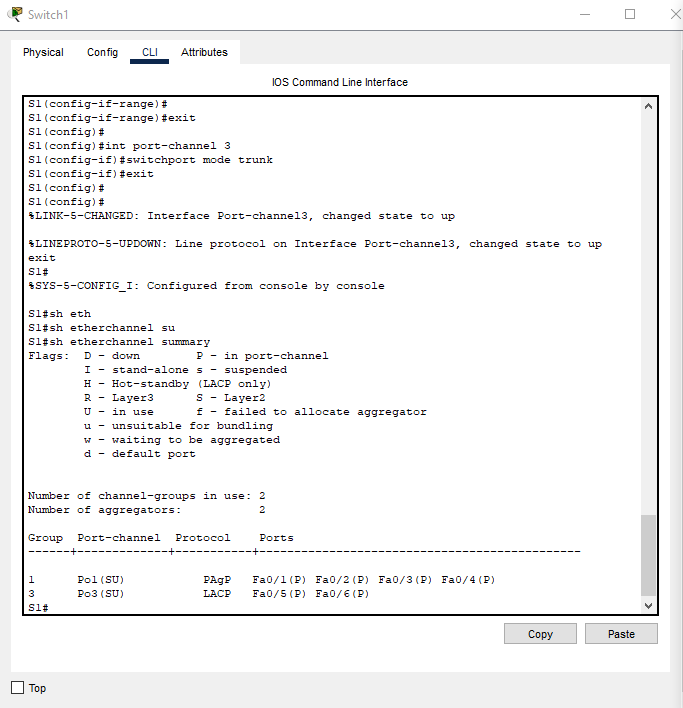 Switch1
Physical Config CLI Attributes
IOS Command Line Interface
S1(config-if-range)#
S1(config-if-range)#exit
S1(config)#
S1(config)#int port-channel 3
S1(config-if)#switchport mode trunk
S1(config-if)#exit
S1(config)#
S1(config)#
%LINK-5-CHANGED: Interface Port-channel3, changed state to up
%LINEPROTO-5-UPDOWN: Line protocol on Interface Port-channel3, changed state to up
exit
S1#
%SYS-5-CONFIG_I: Configured from console by console
S1#sh eth
S1#sh etherchannel su
S1#sh etherchannel summary
Flags:  D - down        P - in port-channel
        I - stand-alone s - suspended
        H - Hot-standby (LACP only)
        R - Layer3      S - Layer2
        U - in use      f - failed to allocate aggregator
        u - unsuitable for bundling
        w - waiting to be aggregated
        d - default port
Number of channel-groups in use: 2
Number of aggregators:           2
Group  Port-channel  Protocol    Ports
------+-------------+-----------+----------------------------------------------
1      Po1(SU)           PAgP   Fa0/1(P) Fa0/2(P) Fa0/3(P) Fa0/4(P)
3      Po3(SU)           LACP   Fa0/5(P) Fa0/6(P)
S1#
Copy Paste
Top